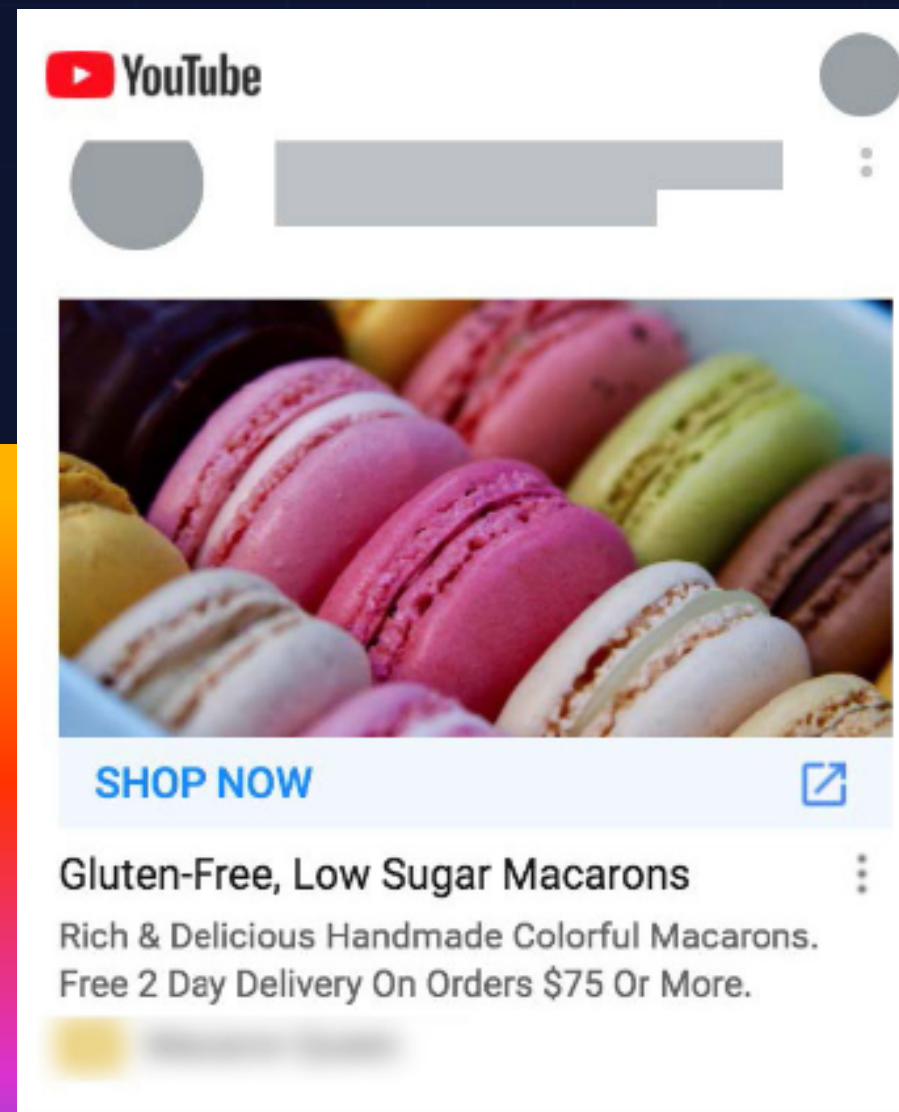 YouTube
SHOP NOW
Gluten-Free, Low Sugar Macarons
Rich & Delicious Handmade Colorful Macarons.
Free 2 Day Delivery On Orders $75 Or More.